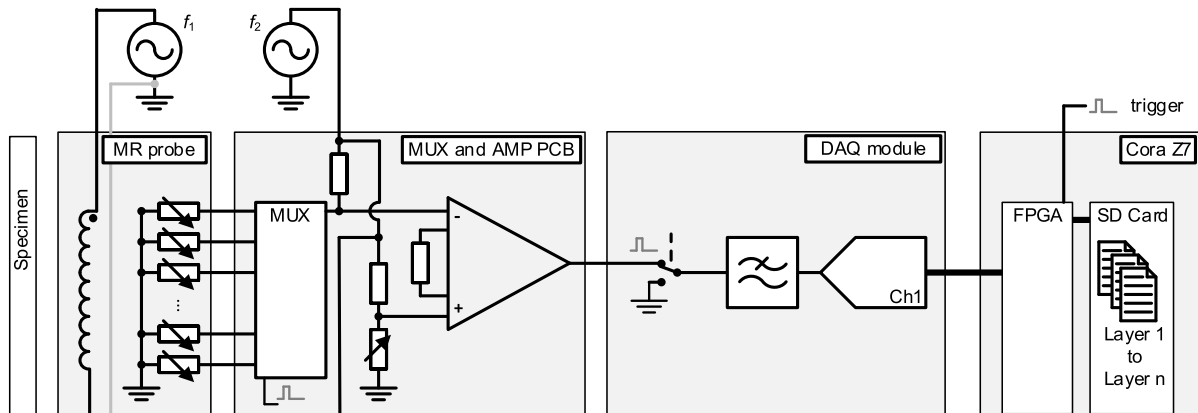 f1
f2
trigger
MR probe
MUX and AMP PCB
DAQ module
Cora Z7
Specimen
MUX
-
+
...
Ch1
FPGA
SD Card
Layer 1
to
Layer n